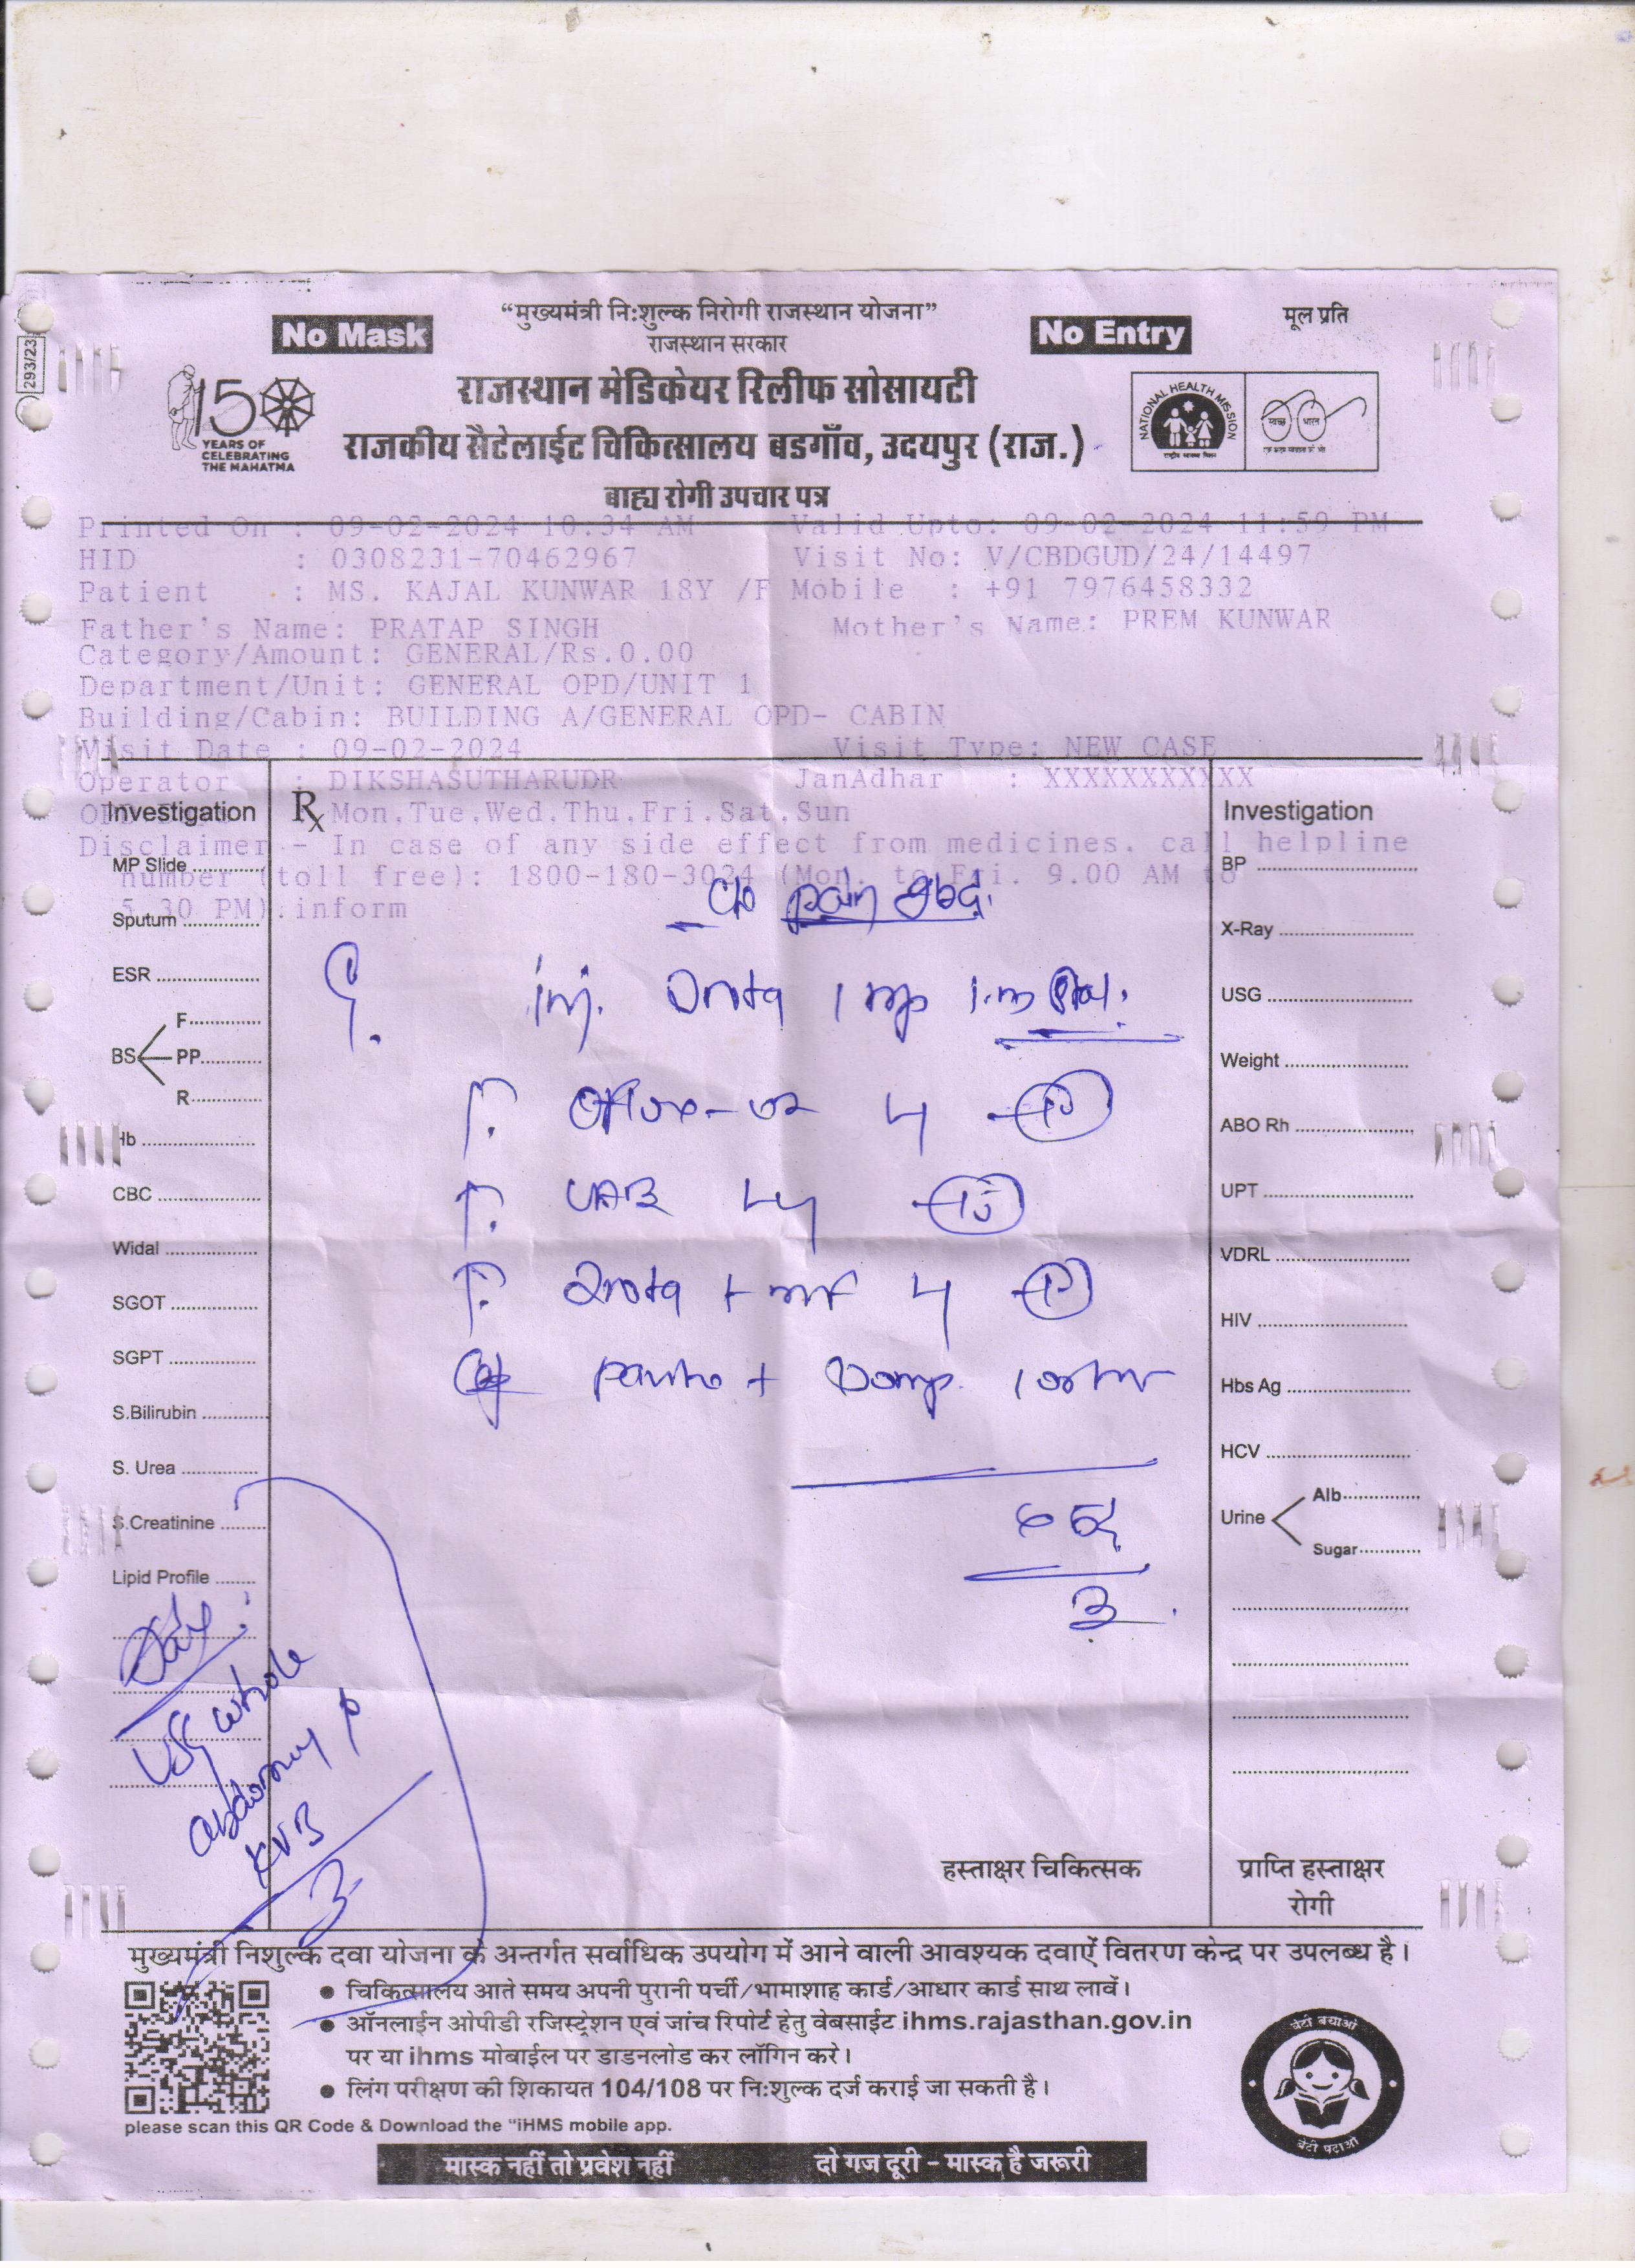 293/23
"मुख्यमंत्री नि:शुल्क निरोगी राजस्थान योजना"
मूल प्रति
No Mask
राजस्थान सरकार
No Entry
राजस्थान मेडिकेयर रिलीफ सोसायटी
150
YEARS OF
CELEBRATING
THE MAHATMA
राजकीय सैटेलाईट चिकित्सालय बडगाँव, उदयपुर (राज.)
NATIONAL HEALTH MISSION
स्वच्छ भारत
बाह्य रोगी उपचार पत्र
Printed On : 09-02-2024 10:34 AM Valid Upto: 09-02-2024 11:59 PM
HID : 0308231-70462967 Visit No: V/CBDGUD/24/14497
Patient : MS. KAJAL KUNWAR 18Y /F Mobile : +91 7976458332
Father's Name: PRATAP SINGH Mother's Name: PREM KUNWAR
Category/Amount: GENERAL/Rs.0.00
Department/Unit: GENERAL OPD/UNIT 1
Building/Cabin: BUILDING A/GENERAL OPD- CABIN
Visit Date : 09-02-2024 Visit Type: NEW CASE
Operator : DIKSHASUTHARUDR JanAdhar : XXXXXXXXXXX
Mon,Tue,Wed,Thu,Fri,Sat,Sun
Disclaimer - In case of any side effect from medicines, call helpline
number (toll free): 1800-180-3024 (Mon. to Fri. 9.00 AM to
5.30 PM).inform
Investigation
MP Slide
Sputum
ESR
BS F
PP
R
Hb
CBC
Widal
SGOT
SGPT
S.Bilirubin
S. Urea
S.Creatinine
Lipid Profile
USG whole
abdomen
KUB
Rx
c/o pain abd.
inj. Drota 1 amp i.m stat.
Drota + mf
Cap Panto + Domp.
Investigation
BP
X-Ray
USG
Weight
ABO Rh
UPT
VDRL
HIV
Hbs Ag
HCV
Urine Alb
Sugar
हस्ताक्षर चिकित्सक
प्राप्ति हस्ताक्षर
रोगी
मुख्यमंत्री निशुल्क दवा योजना के अन्तर्गत सर्वाधिक उपयोग में आने वाली आवश्यक दवाऐं वितरण केन्द्र पर उपलब्ध है।
● चिकित्सालय आते समय अपनी पुरानी पर्ची/भामाशाह कार्ड/आधार कार्ड साथ लावें।
● ऑनलाईन ओपीडी रजिस्ट्रेशन एवं जांच रिपोर्ट हेतु वेबसाईट ihms.rajasthan.gov.in
पर या ihms मोबाईल पर डाडनलोड कर लॉगिन करे।
● लिंग परीक्षण की शिकायत 104/108 पर नि:शुल्क दर्ज कराई जा सकती है।
please scan this QR Code & Download the "iHMS mobile app.
बेटी बचाओ
बेटी पढाओ
मास्क नहीं तो प्रवेश नहीं
दो गज दूरी – मास्क है जरूरी